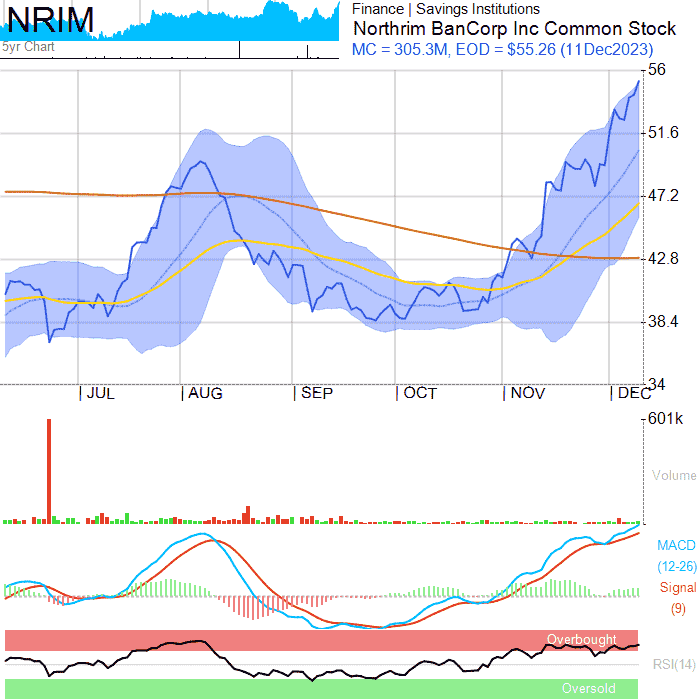 NRIM
5yr Chart
Finance | Savings Institutions
Northrim BanCorp Inc Common Stock
MC = 305.3M, EOD = $55.26 (11Dec2023)
56
51.6
47.2
42.8
38.4
34
| JUL | AUG | SEP | OCT | NOV | DEC
601k
Volume
MACD
(12-26)
Signal
(9)
Overbought
RSI(14)
Oversold